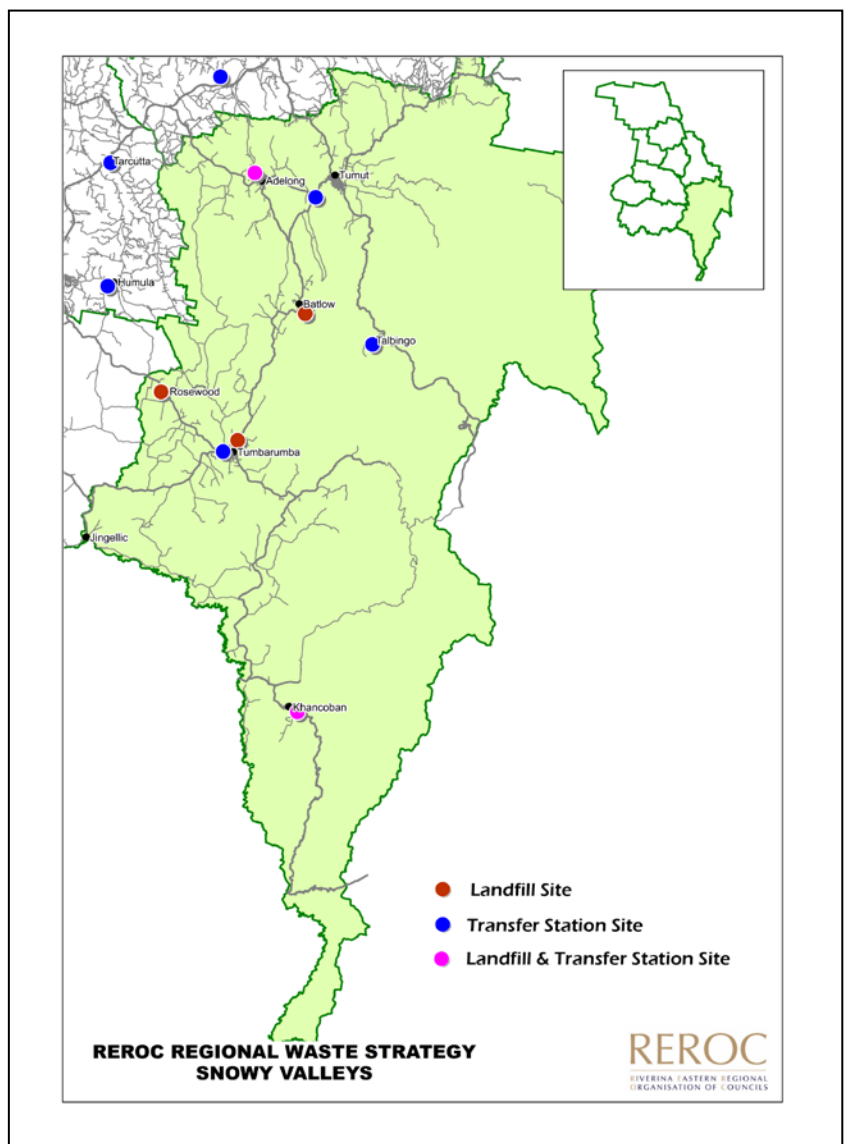 Tarcutta
Adelong
Tumut
Humula
Batlow
Talbingo
Rosewood
Tumbarumba
Jingellic
Khancoban
Landfill Site
Transfer Station Site
Landfill & Transfer Station Site
REROC REGIONAL WASTE STRATEGY
SNOWY VALLEYS
REROC
RIVERINA EASTERN REGIONAL
ORGANISATION OF COUNCILS